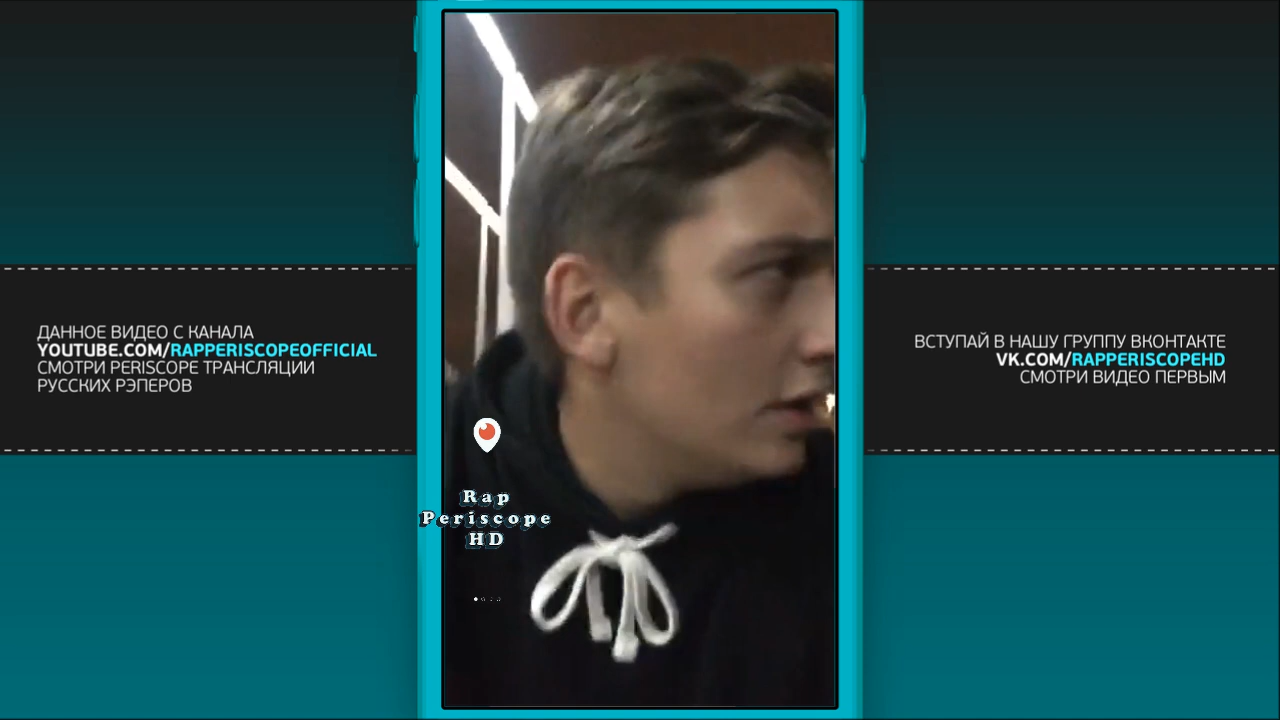 ДАННОЕ ВИДЕО С КАНАЛА
YOUTUBE.COM/RAPPERISCOPEOFFICIAL
СМОТРИ PERISCOPE ТРАНСЛЯЦИИ
РУССКИХ РЭПЕРОВ
Rap
Periscope
HD
ВСТУПАЙ В НАШУ ГРУППУ ВКОНТАКТЕ
VK.COM/RAPPERISCOPEHD
СМОТРИ ВИДЕО ПЕРВЫМ